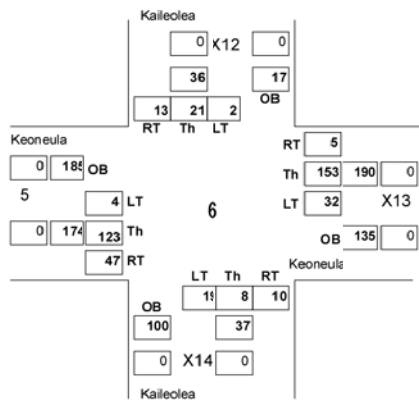 Kaileolea
0 X12 0
36 17
OB
13 21 2
RT Th LT
Keoneula
0 185 OB
5
4 LT
0 174 123 Th
47 RT
6
RT 5
Th 153 190 0
LT 32 X13
OB 135 0
Keoneula
LT Th RT
19 8 10
OB
100 37
0 X14 0
Kaileolea